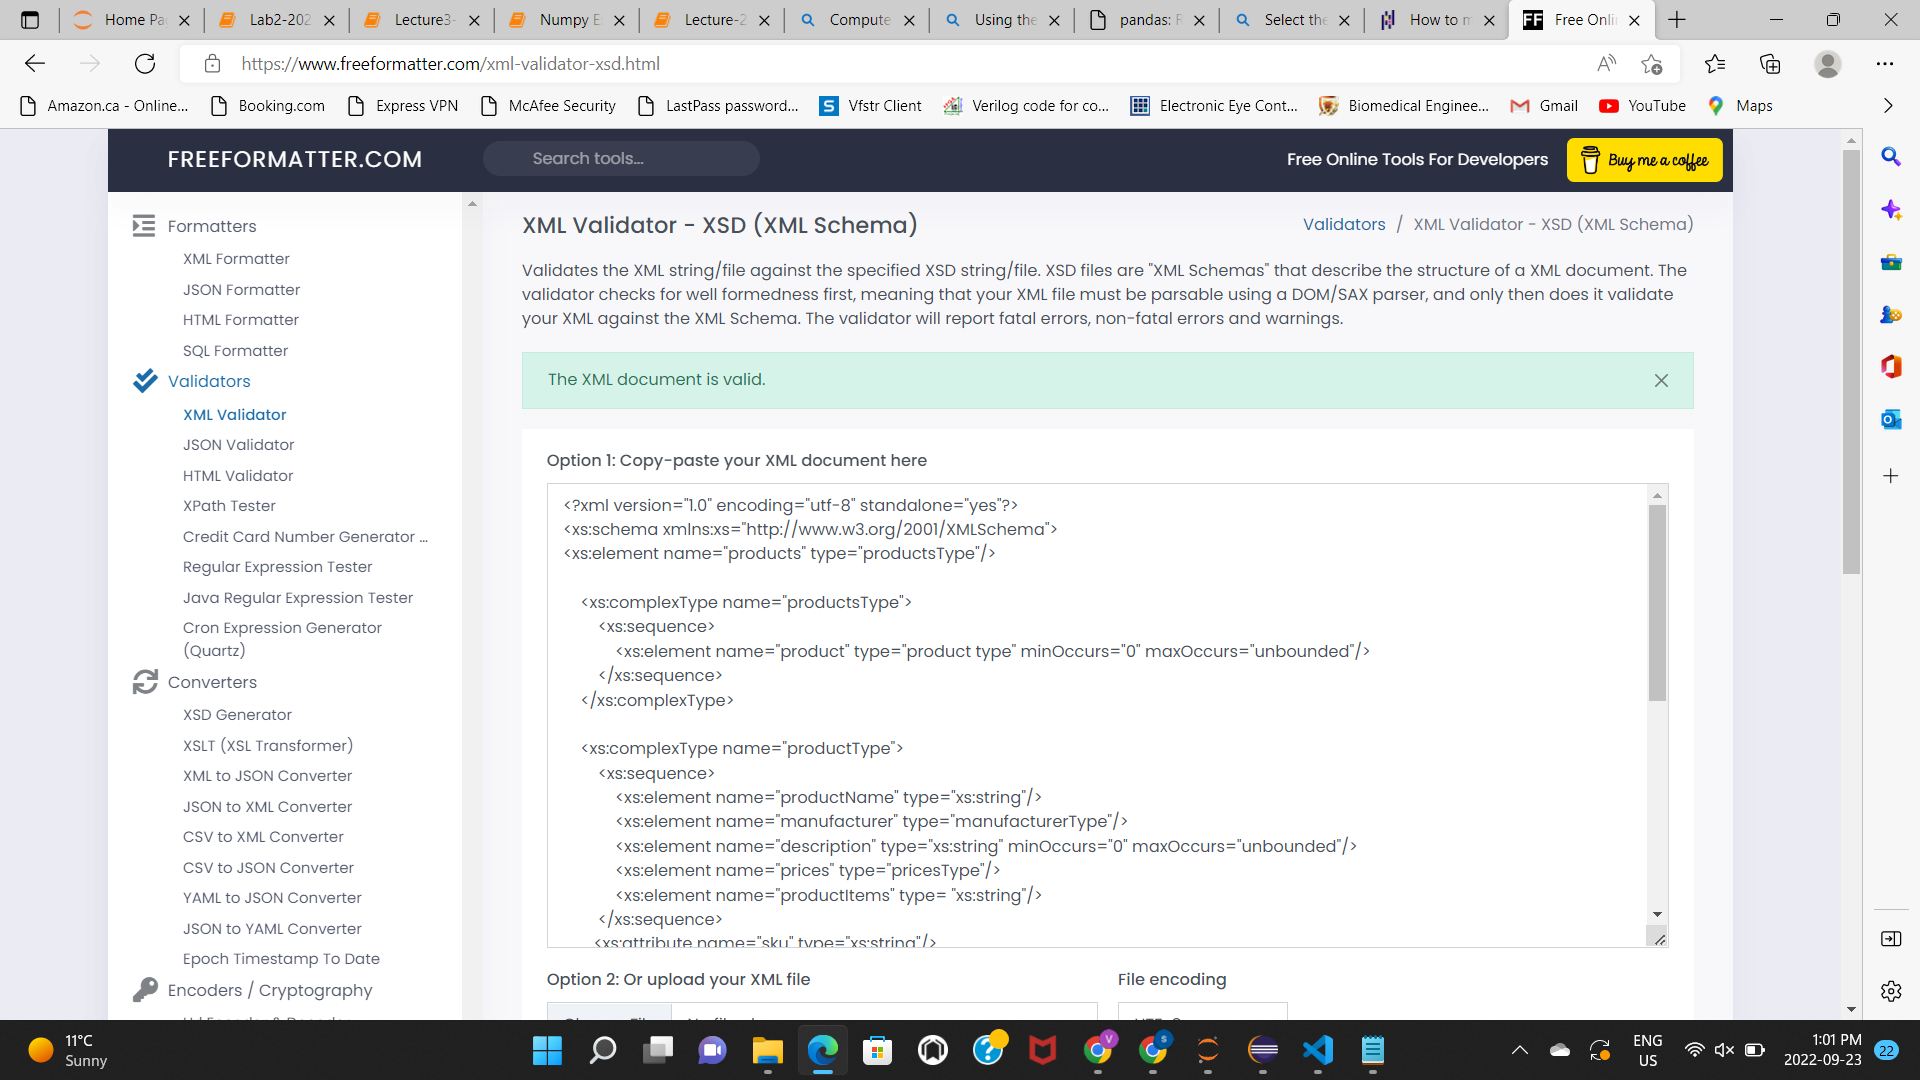 Home Pa
Lab2-202
Lecture3-
Numpy E
Lecture-2
Compute
Using the
pandas: R
Select the
How to m
Free Onli
https://www.freeformatter.com/xml-validator-xsd.html
Amazon.ca - Online...
Booking.com
Express VPN
McAfee Security
LastPass password...
Vfstr Client
Verilog code for co...
Electronic Eye Cont...
Biomedical Enginee...
Gmail
YouTube
Maps
FREEFORMATTER.COM
Search tools...
Free Online Tools For Developers
Buy me a coffee
Formatters
XML Formatter
JSON Formatter
HTML Formatter
SQL Formatter
Validators
XML Validator
JSON Validator
HTML Validator
XPath Tester
Credit Card Number Generator ...
Regular Expression Tester
Java Regular Expression Tester
Cron Expression Generator
(Quartz)
Converters
XSD Generator
XSLT (XSL Transformer)
XML to JSON Converter
JSON to XML Converter
CSV to XML Converter
CSV to JSON Converter
YAML to JSON Converter
JSON to YAML Converter
Epoch Timestamp To Date
Encoders / Cryptography
XML Validator - XSD (XML Schema)
Validators / XML Validator - XSD (XML Schema)
Validates the XML string/file against the specified XSD string/file. XSD files are "XML Schemas" that describe the structure of a XML document. The
validator checks for well formedness first, meaning that your XML file must be parsable using a DOM/SAX parser, and only then does it validate
your XML against the XML Schema. The validator will report fatal errors, non-fatal errors and warnings.
The XML document is valid.
Option 1: Copy-paste your XML document here
<?xml version="1.0" encoding="utf-8" standalone="yes"?>
<xs:schema xmlns:xs="http://www.w3.org/2001/XMLSchema">
<xs:element name="products" type="productsType"/>
<xs:complexType name="productsType">
<xs:sequence>
<xs:element name="product" type="product type" minOccurs="0" maxOccurs="unbounded"/>
</xs:sequence>
</xs:complexType>
<xs:complexType name="productType">
<xs:sequence>
<xs:element name="productName" type="xs:string"/>
<xs:element name="manufacturer" type="manufacturerType"/>
<xs:element name="description" type="xs:string" minOccurs="0" maxOccurs="unbounded"/>
<xs:element name="prices" type="pricesType"/>
<xs:element name="productItems" type= "xs:string"/>
</xs:sequence>
<xs:attribute name="sku" type="xs:string"/>
Option 2: Or upload your XML file
File encoding
11°C
Sunny
ENG
US
1:01 PM
2022-09-23
22